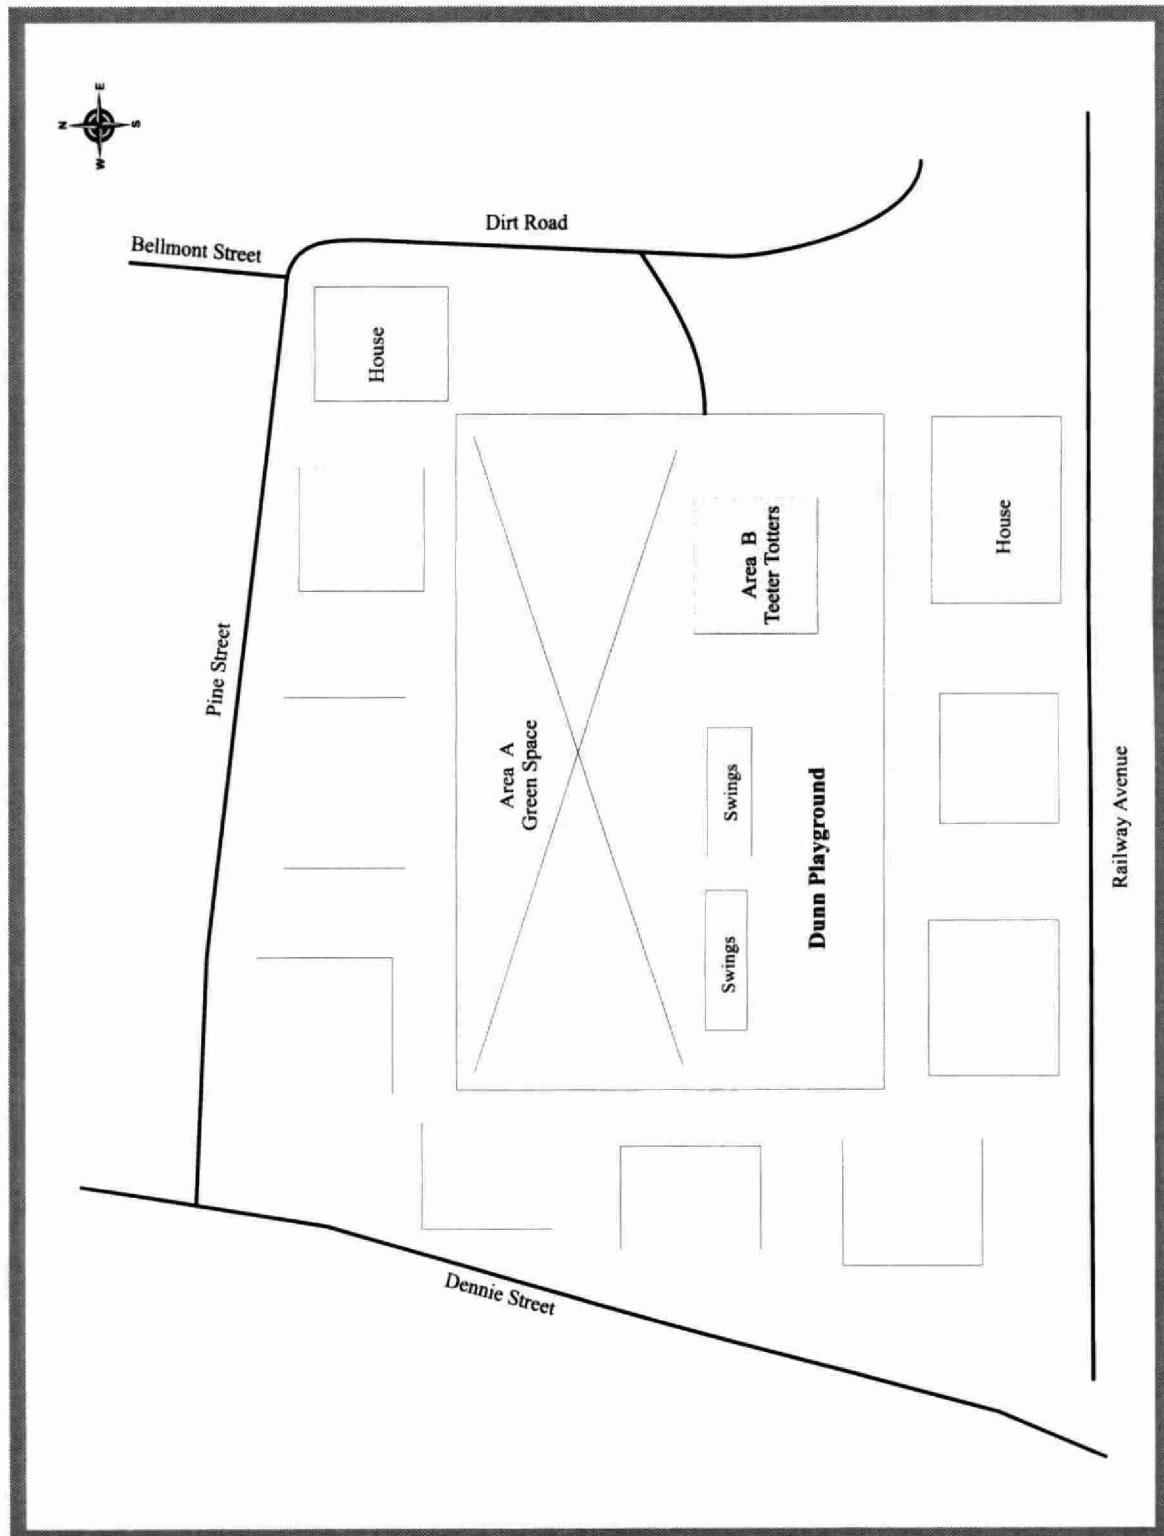 N
E
W
S
Bellmont Street
Dirt Road
Pine Street
House
Area A
Green Space
Area B
Teeter Totters
Swings
Swings
Dunn Playground
House
Dennie Street
Railway Avenue